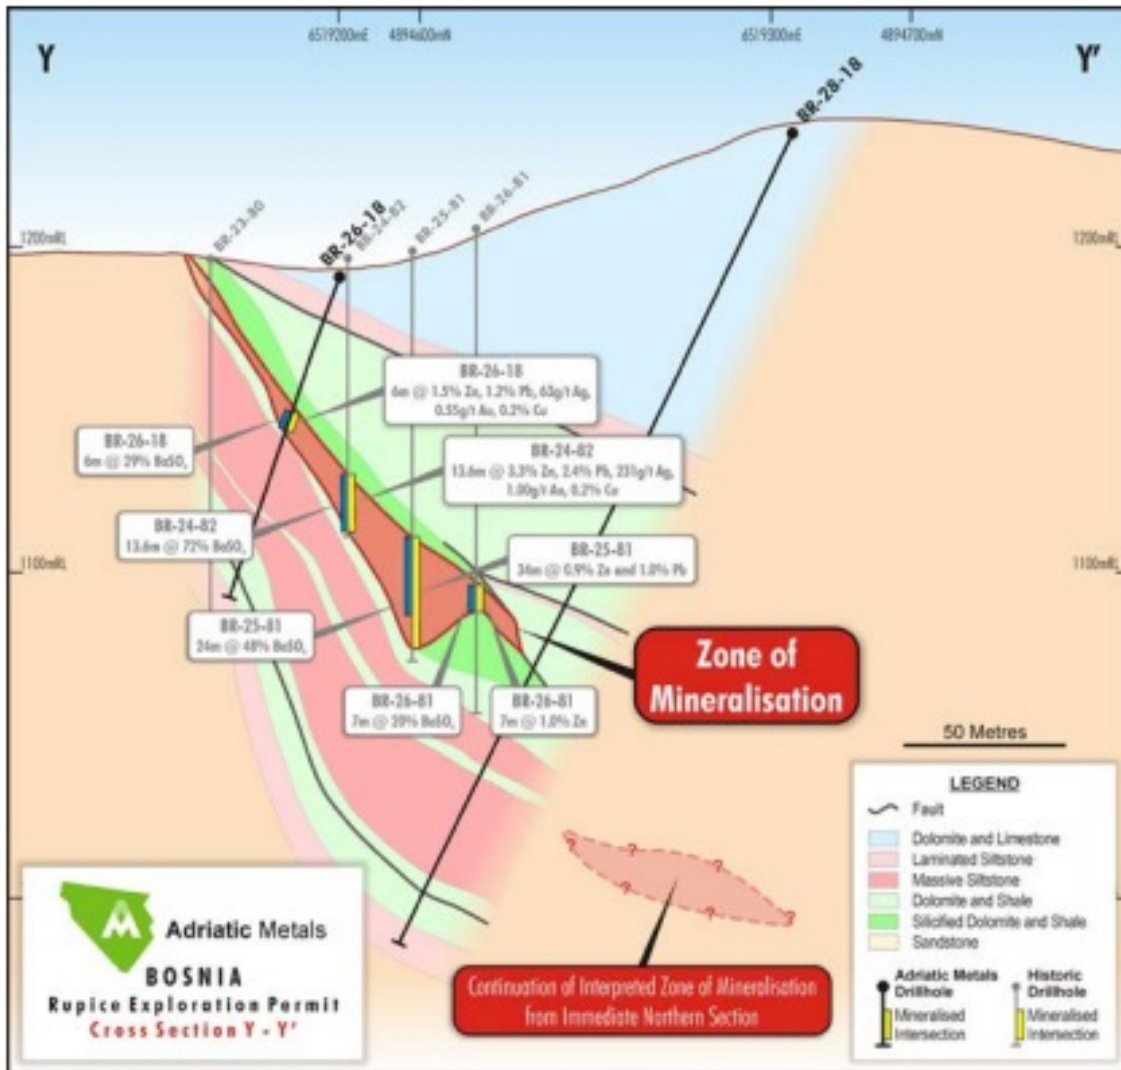 6519200mE
4894600mN
6519300mE
4894700mN
Y
Y'
BR-28-18
BR-23-80
BR-26-18
BR-24-82
BR-25-81
BR-26-81
1200mRL
1200mRL
BR-26-18
6m @ 1.5% Zn, 1.2% Pb, 63g/t Ag,
0.55g/t Au, 0.2% Cu
BR-26-18
6m @ 29% BaSO4
BR-24-82
13.6m @ 3.3% Zn, 2.4% Pb, 231g/t Ag,
1.00g/t Au, 0.2% Cu
BR-24-82
13.6m @ 72% BaSO4
BR-25-81
34m @ 0.9% Zn and 1.0% Pb
1100mRL
1100mRL
BR-25-81
24m @ 48% BaSO4
Zone of
Mineralisation
BR-26-81
7m @ 39% BaSO4
BR-26-81
7m @ 1.0% Zn
50 Metres
LEGEND
Fault
Dolomite and Limestone
Laminated Siltstone
Massive Siltstone
Dolomite and Shale
Silicified Dolomite and Shale
Sandstone
Adriatic Metals
Drillhole
Mineralised
Intersection
Historic
Drillhole
Mineralised
Intersection
? ? ? ? ? ?
Continuation of Interpreted Zone of Mineralisation
from Immediate Northern Section
Adriatic Metals
BOSNIA
Rupice Exploration Permit
Cross Section Y - Y'